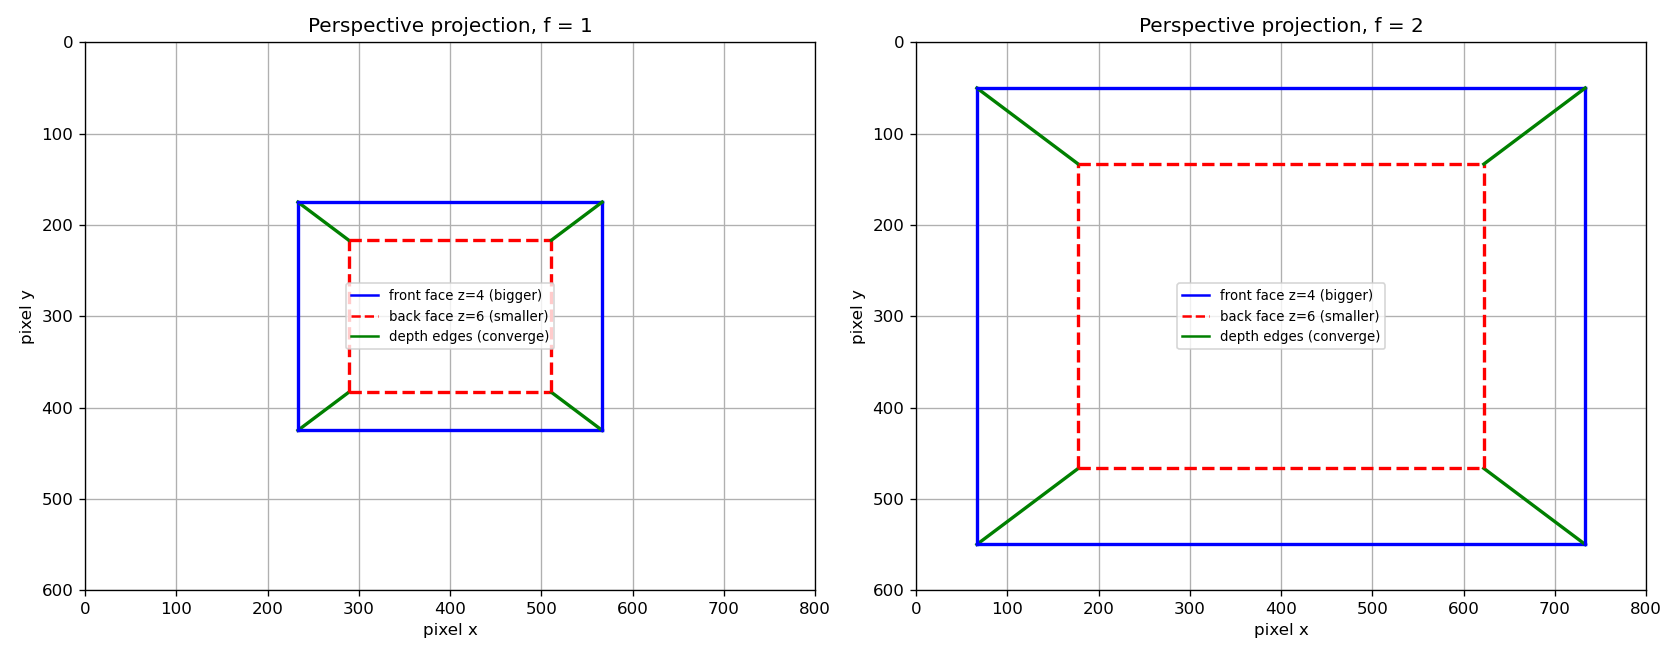 Perspective projection, f = 1
0
100
200
300
400
500
600
pixel y
front face z=4 (bigger)
back face z=6 (smaller)
depth edges (converge)
0 100 200 300 400 500 600 700 800
pixel x
Perspective projection, f = 2
0
100
200
300
400
500
600
pixel y
front face z=4 (bigger)
back face z=6 (smaller)
depth edges (converge)
0 100 200 300 400 500 600 700 800
pixel x